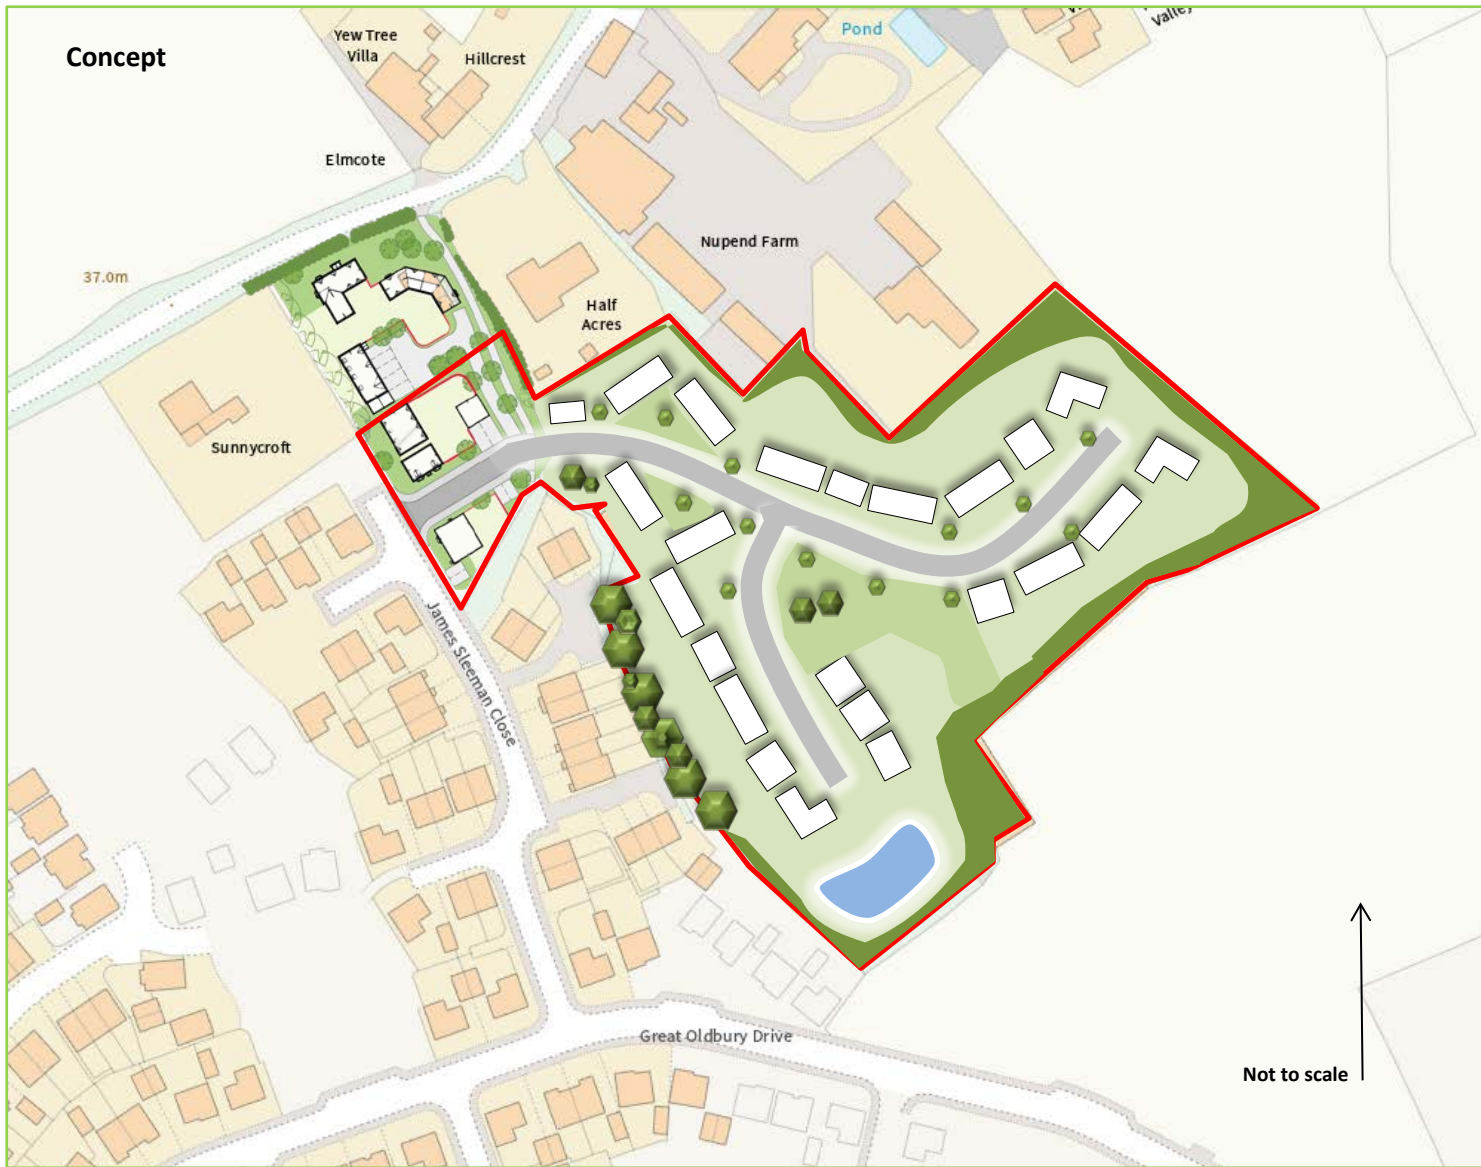 Concept
Yew Tree
Villa
Hillcrest
Pond
Valley
Elmcote
Nupend Farm
37.0m
Half
Acres
Sunnycroft
James Sleeman Close
Great Oldbury Drive
Not to scale